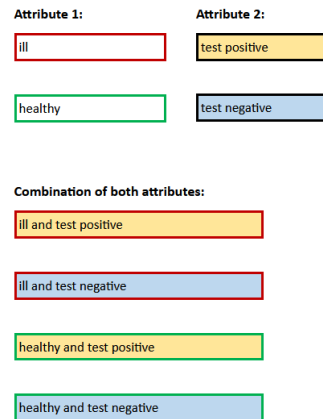 Attribute 1:
Attribute 2:
ill
test positive
healthy
test negative
Combination of both attributes:
ill and test positive
ill and test negative
healthy and test positive
healthy and test negative